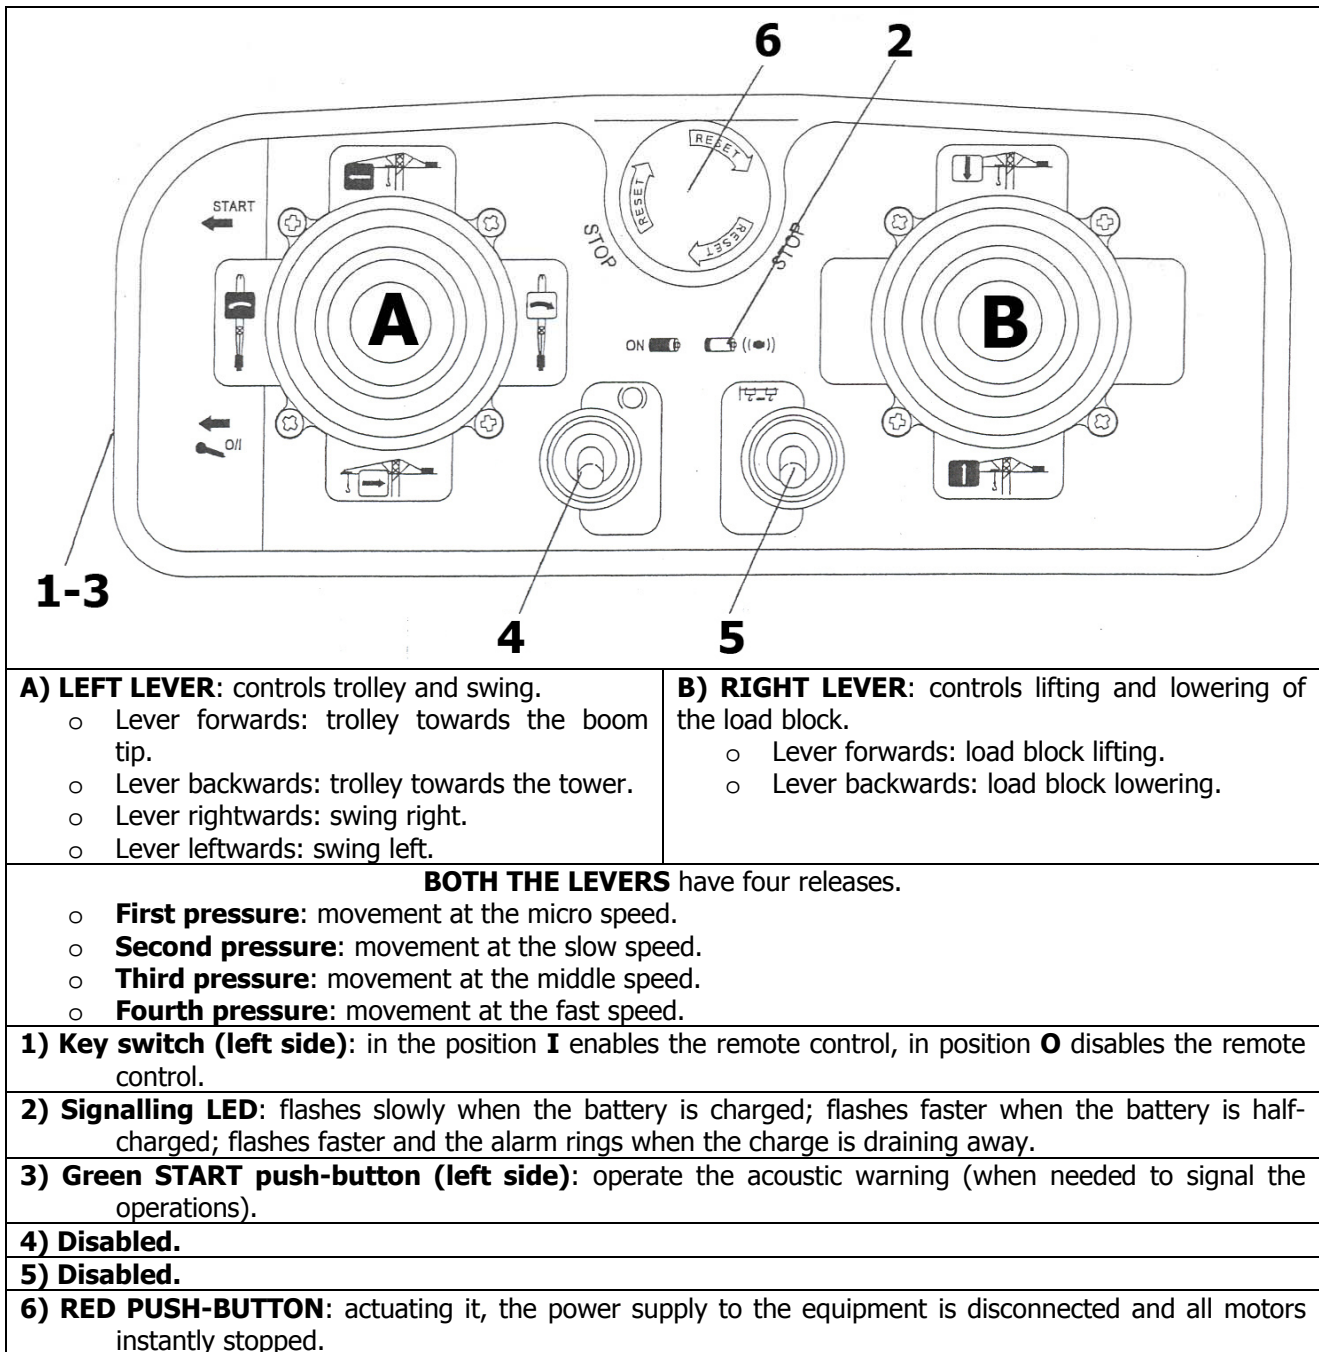 6 2
RESET
START
RESET
STOP
RESET
STOP
A
B
ON
O/I
1-3
4 5
A) LEFT LEVER: controls trolley and swing.
o Lever forwards: trolley towards the boom
tip.
o Lever backwards: trolley towards the tower.
o Lever rightwards: swing right.
o Lever leftwards: swing left.
B) RIGHT LEVER: controls lifting and lowering of
the load block.
o Lever forwards: load block lifting.
o Lever backwards: load block lowering.
BOTH THE LEVERS have four releases.
o First pressure: movement at the micro speed.
o Second pressure: movement at the slow speed.
o Third pressure: movement at the middle speed.
o Fourth pressure: movement at the fast speed.
1) Key switch (left side): in the position I enables the remote control, in position O disables the remote
control.
2) Signalling LED: flashes slowly when the battery is charged; flashes faster when the battery is half-
charged; flashes faster and the alarm rings when the charge is draining away.
3) Green START push-button (left side): operate the acoustic warning (when needed to signal the
operations).
4) Disabled.
5) Disabled.
6) RED PUSH-BUTTON: actuating it, the power supply to the equipment is disconnected and all motors
instantly stopped.